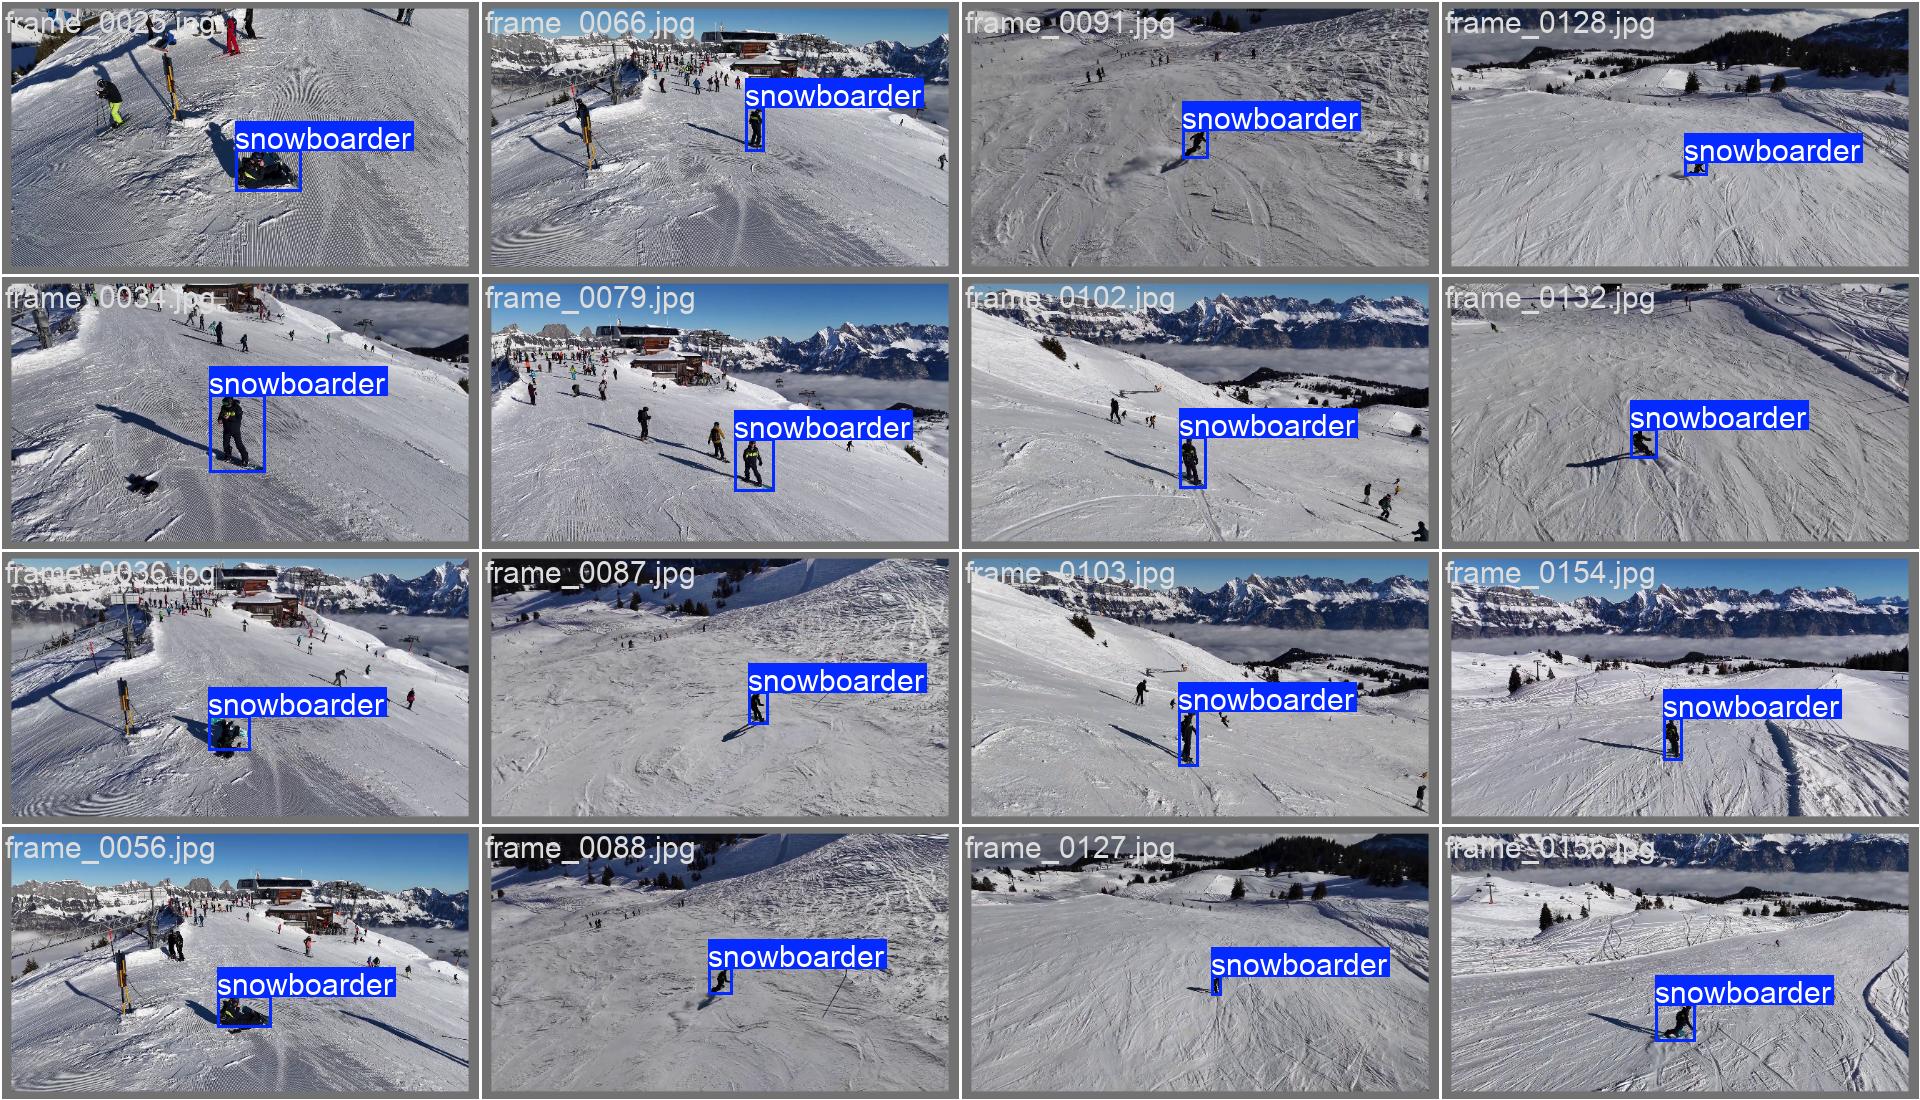 frame_0025.jpg
snowboarder
frame_0066.jpg
snowboarder
frame_0091.jpg
snowboarder
frame_0128.jpg
snowboarder
frame_0034.jpg
snowboarder
frame_0079.jpg
snowboarder
frame_0102.jpg
snowboarder
frame_0132.jpg
snowboarder
frame_0036.jpg
snowboarder
frame_0087.jpg
snowboarder
frame_0103.jpg
snowboarder
frame_0154.jpg
snowboarder
frame_0056.jpg
snowboarder
frame_0088.jpg
snowboarder
frame_0127.jpg
snowboarder
frame_0156.jpg
snowboarder